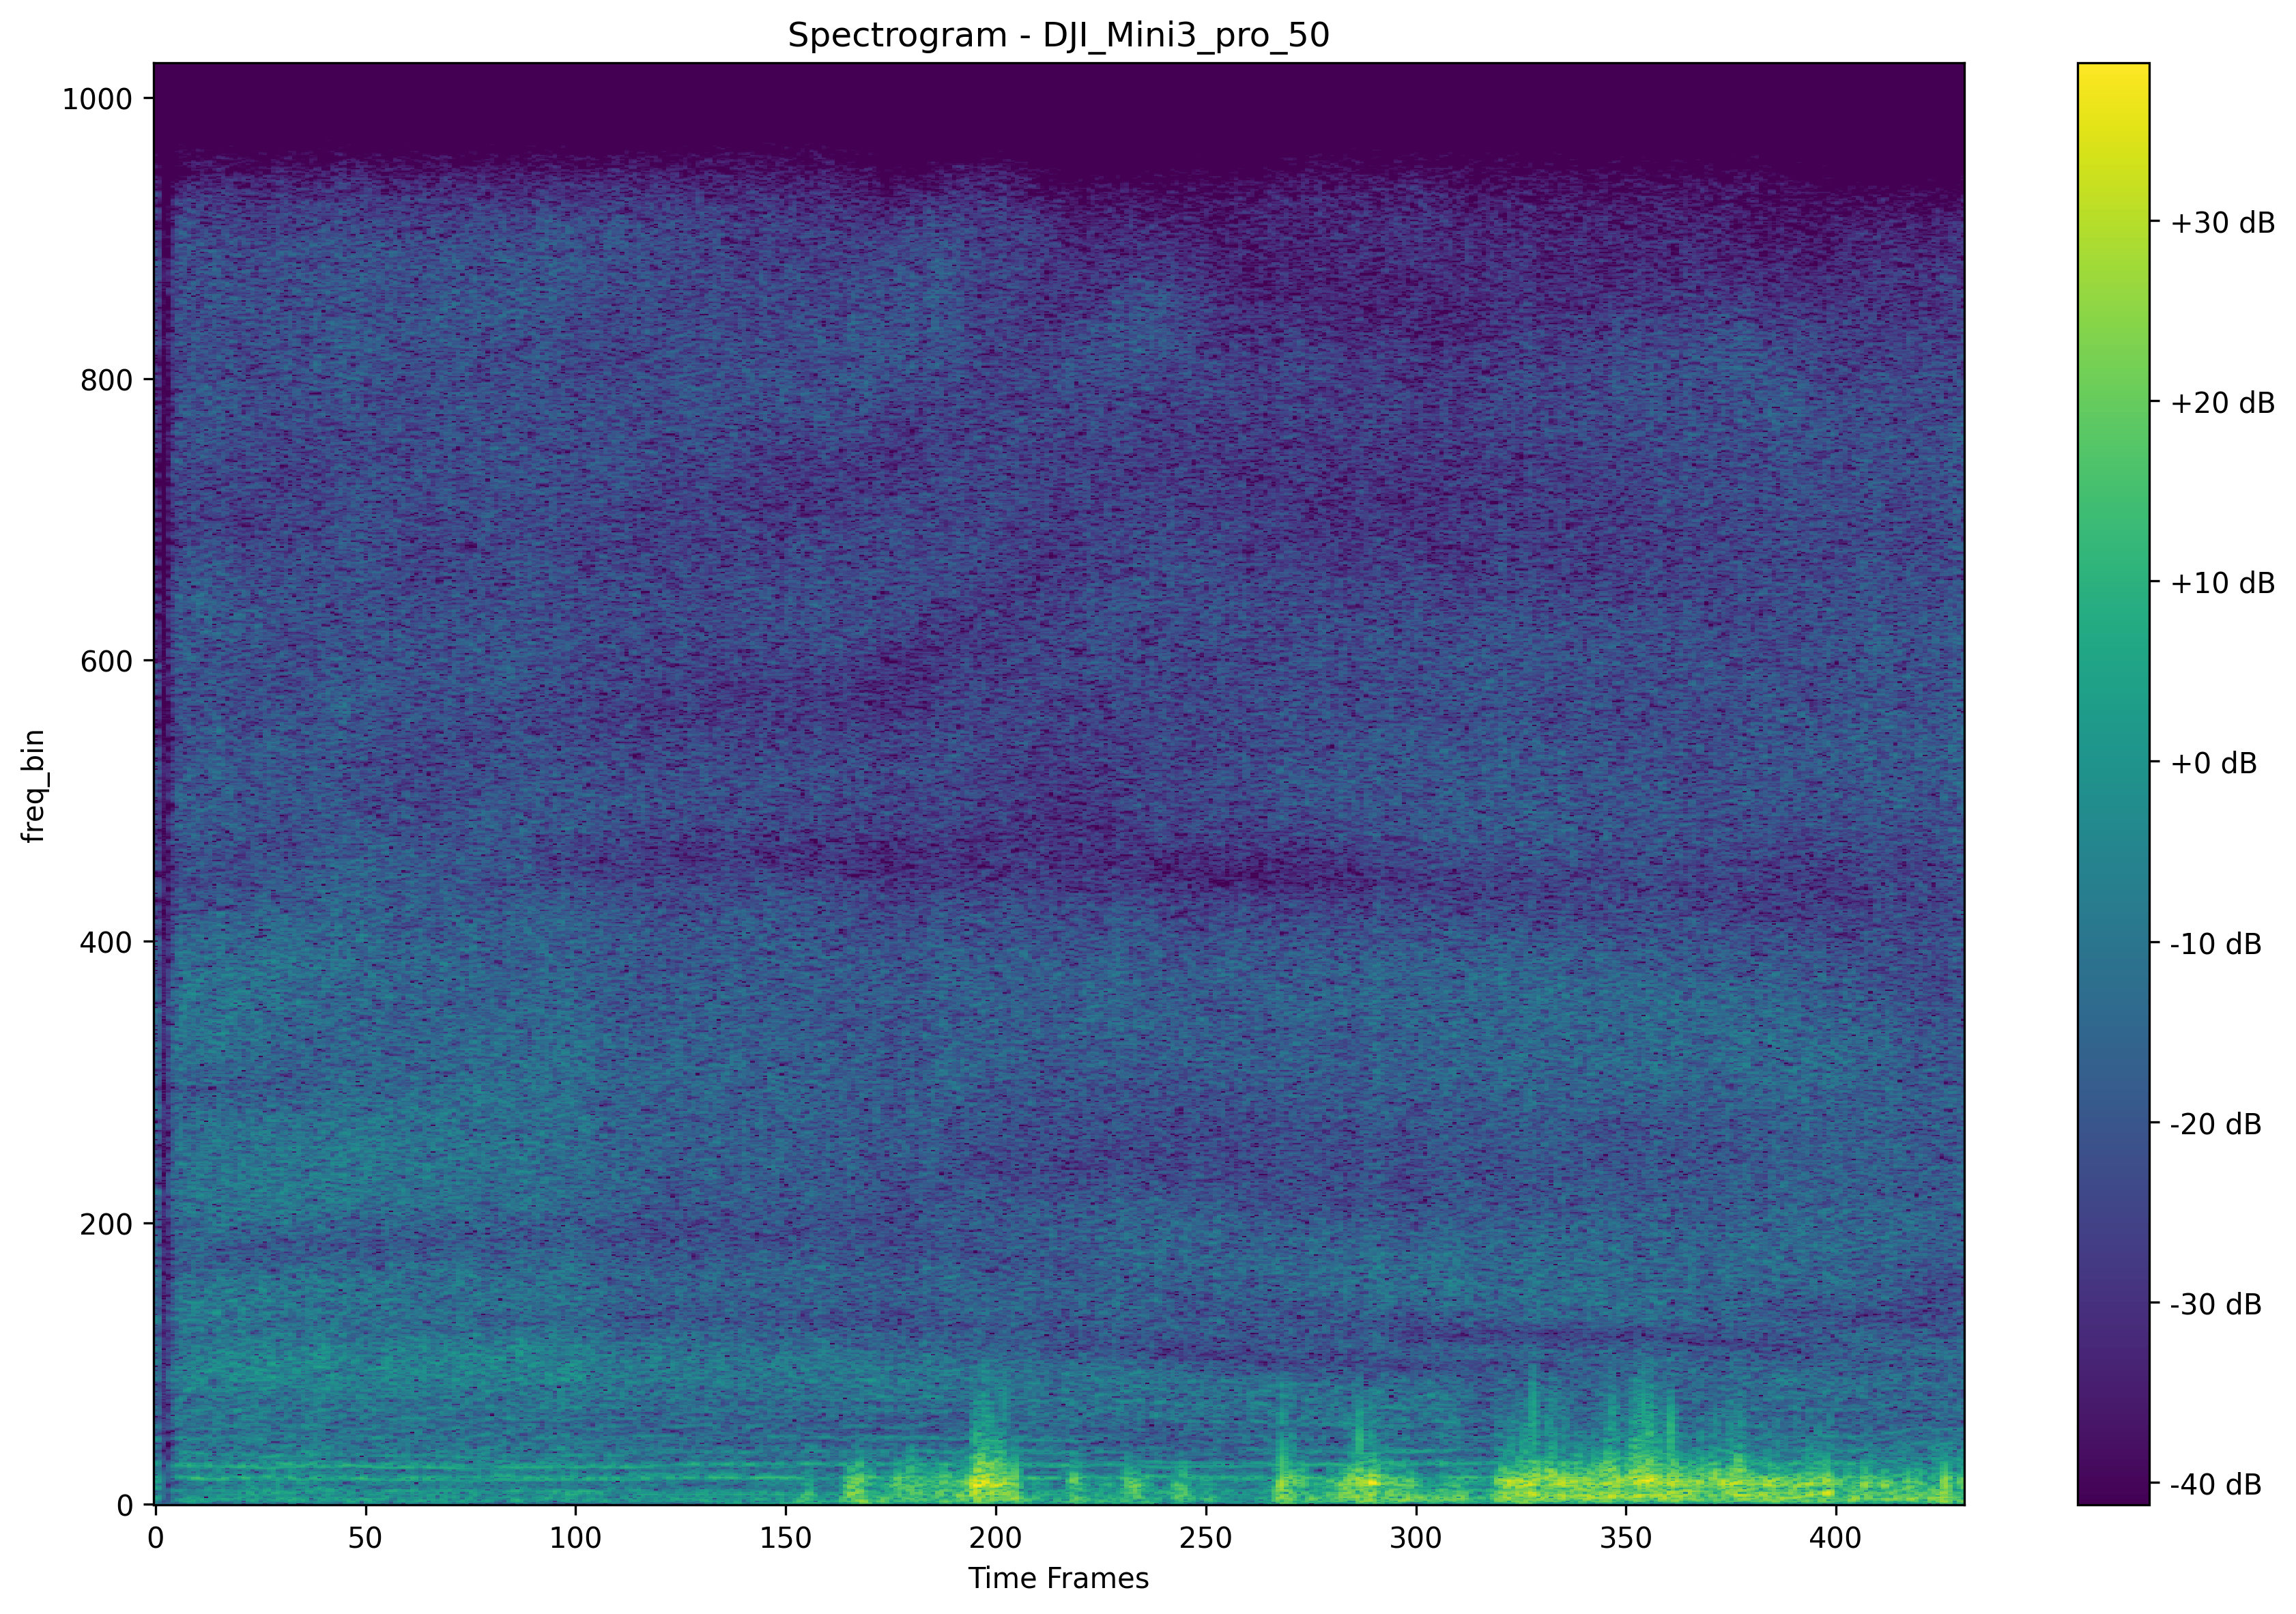 Spectrogram - DJI_Mini3_pro_50
1000
800
600
400
200
0
freq_bin
0 50 100 150 200 250 300 350 400
Time Frames
+30 dB
+20 dB
+10 dB
+0 dB
-10 dB
-20 dB
-30 dB
-40 dB